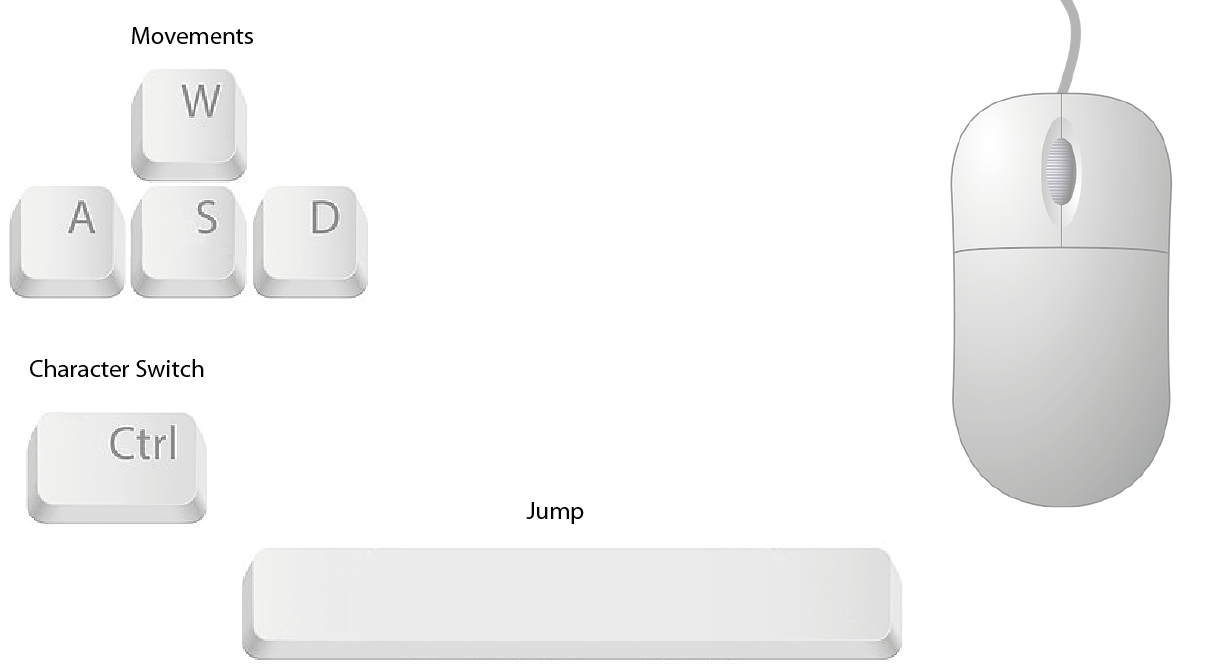 Movements
W
A S D
Character Switch
Ctrl
Jump